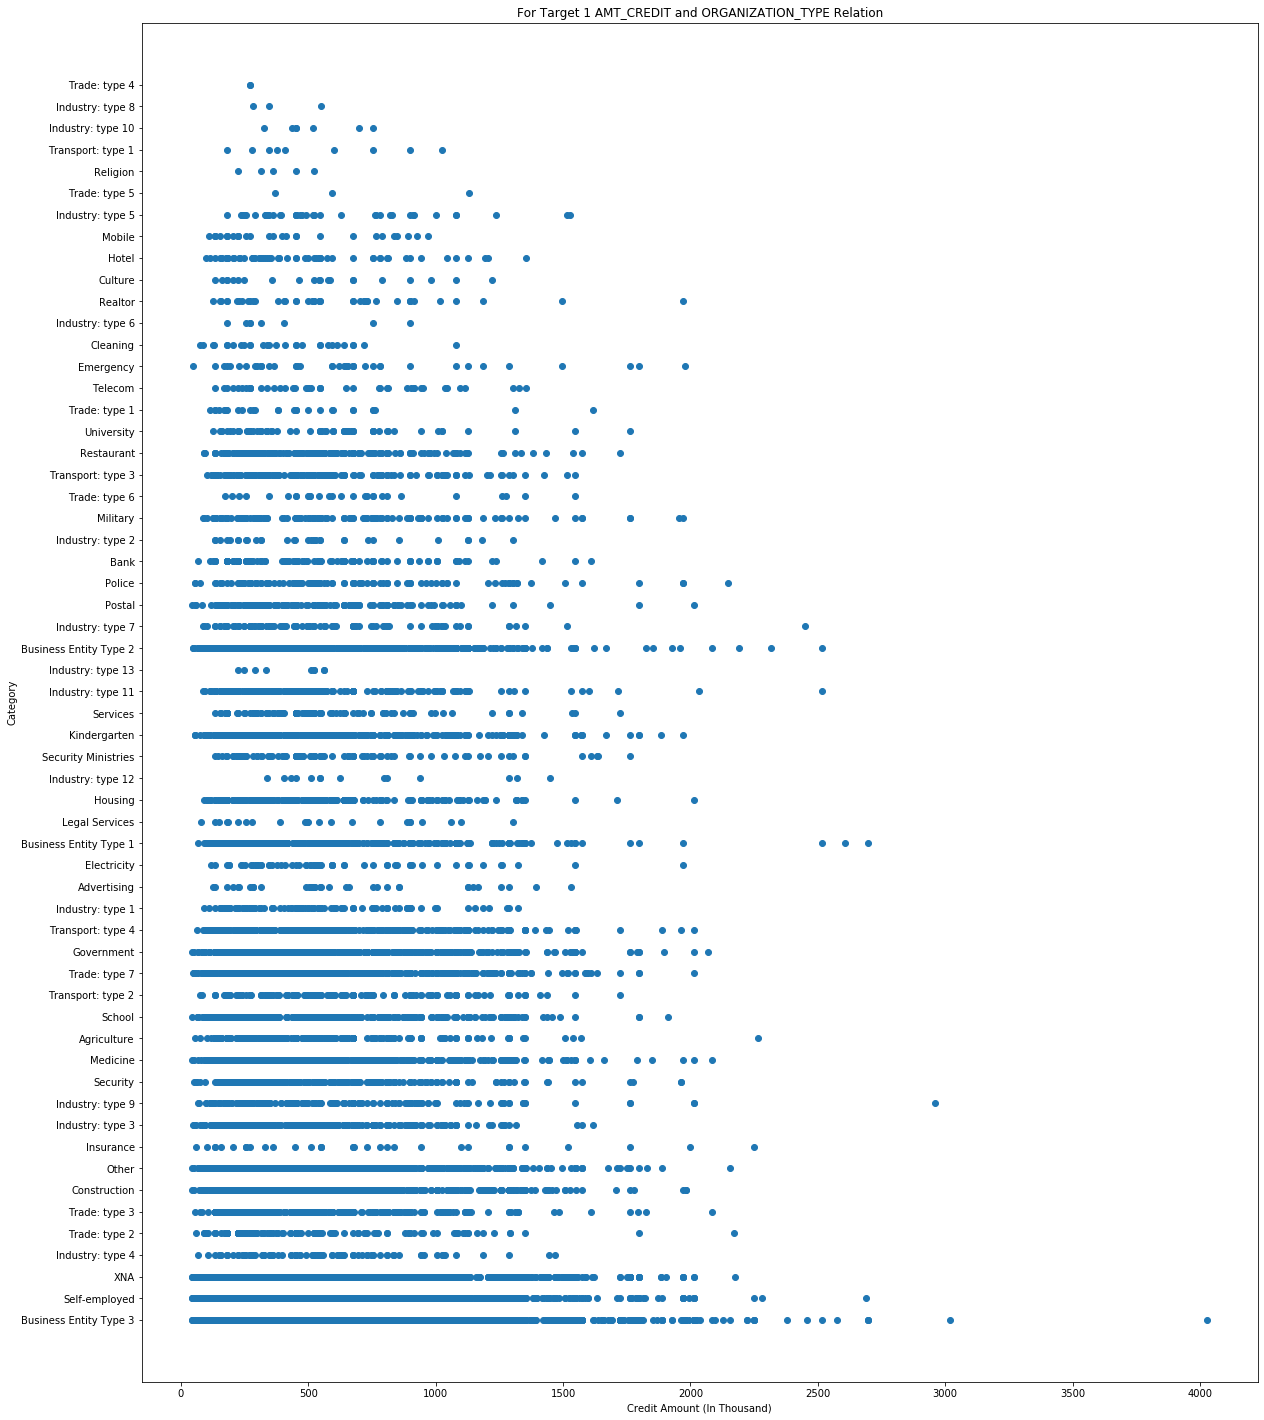 For Target 1 AMT_CREDIT and ORGANIZATION_TYPE Relation
Trade: type 4
Industry: type 8
Industry: type 10
Transport: type 1
Religion
Trade: type 5
Industry: type 5
Mobile
Hotel
Culture
Realtor
Industry: type 6
Cleaning
Emergency
Telecom
Trade: type 1
University
Restaurant
Transport: type 3
Trade: type 6
Military
Industry: type 2
Bank
Police
Postal
Industry: type 7
Business Entity Type 2
Industry: type 13
Industry: type 11
Services
Kindergarten
Security Ministries
Industry: type 12
Housing
Legal Services
Business Entity Type 1
Electricity
Advertising
Industry: type 1
Transport: type 4
Government
Trade: type 7
Transport: type 2
School
Agriculture
Medicine
Security
Industry: type 9
Industry: type 3
Insurance
Other
Construction
Trade: type 3
Trade: type 2
Industry: type 4
XNA
Self-employed
Business Entity Type 3
Category
0 500 1000 1500 2000 2500 3000 3500 4000
Credit Amount (In Thousand)